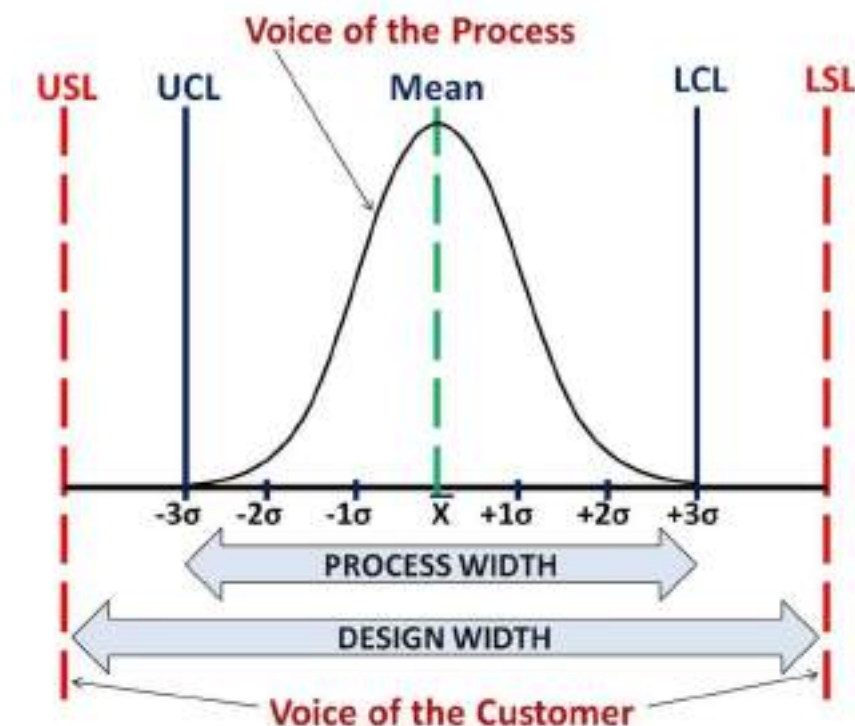 Voice of the Process
USL UCL Mean LCL LSL
-3σ -2σ -1σ X̅ +1σ +2σ +3σ
PROCESS WIDTH
DESIGN WIDTH
Voice of the Customer